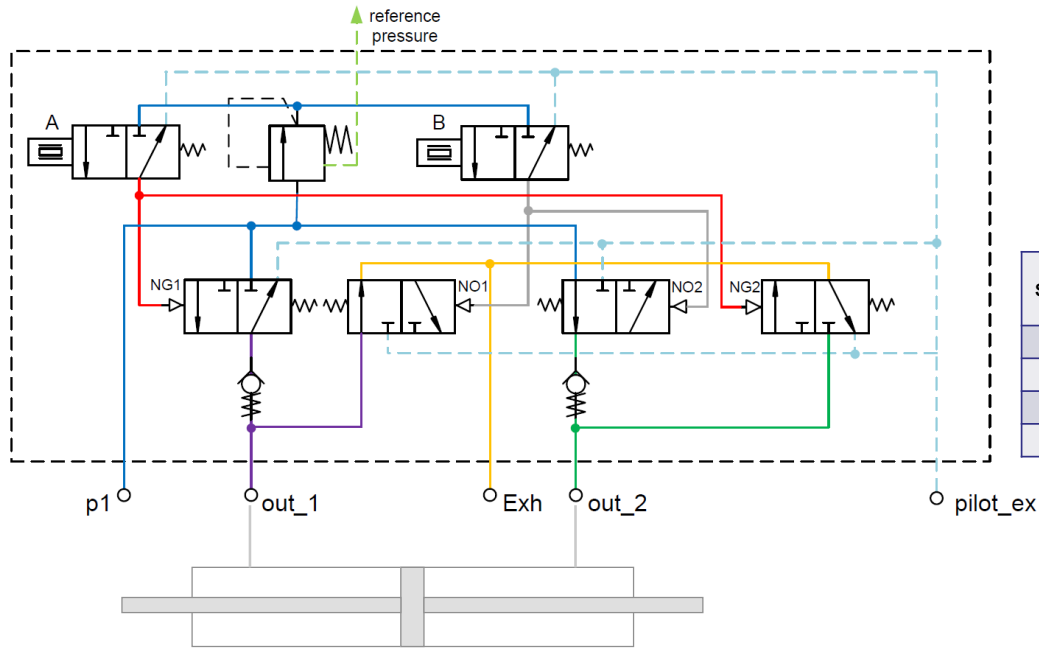 reference
pressure
A
B
NG1
NO1
NO2
NG2
s
p1
out_1
Exh
out_2
pilot_ex